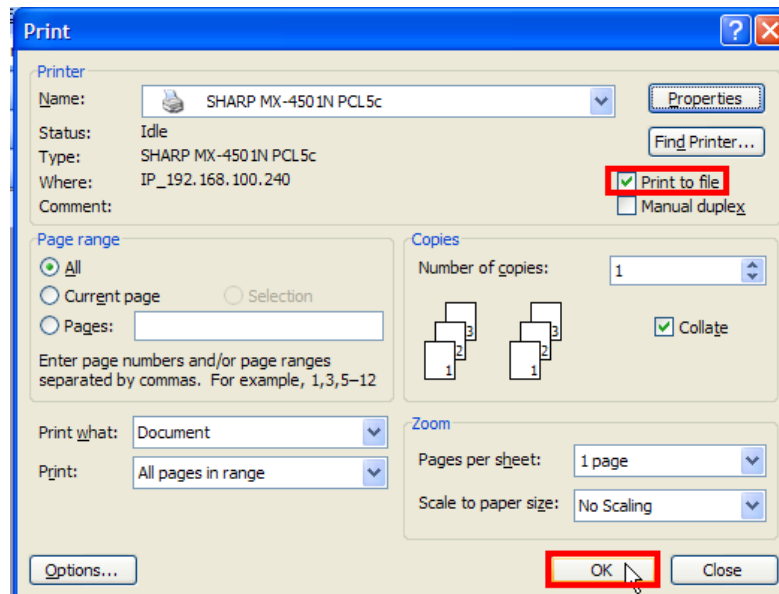 Print
Printer
Name: SHARP MX-4501N PCL5c Properties
Status: Idle Find Printer...
Type: SHARP MX-4501N PCL5c
Where: IP_192.168.100.240 Print to file
Comment: Manual duplex
Page range
All
Current page Selection
Pages:
Enter page numbers and/or page ranges
separated by commas. For example, 1,3,5–12
Copies
Number of copies: 1
3 3
2 2
1 1
Collate
Print what: Document
Print: All pages in range
Zoom
Pages per sheet: 1 page
Scale to paper size: No Scaling
Options... OK Close